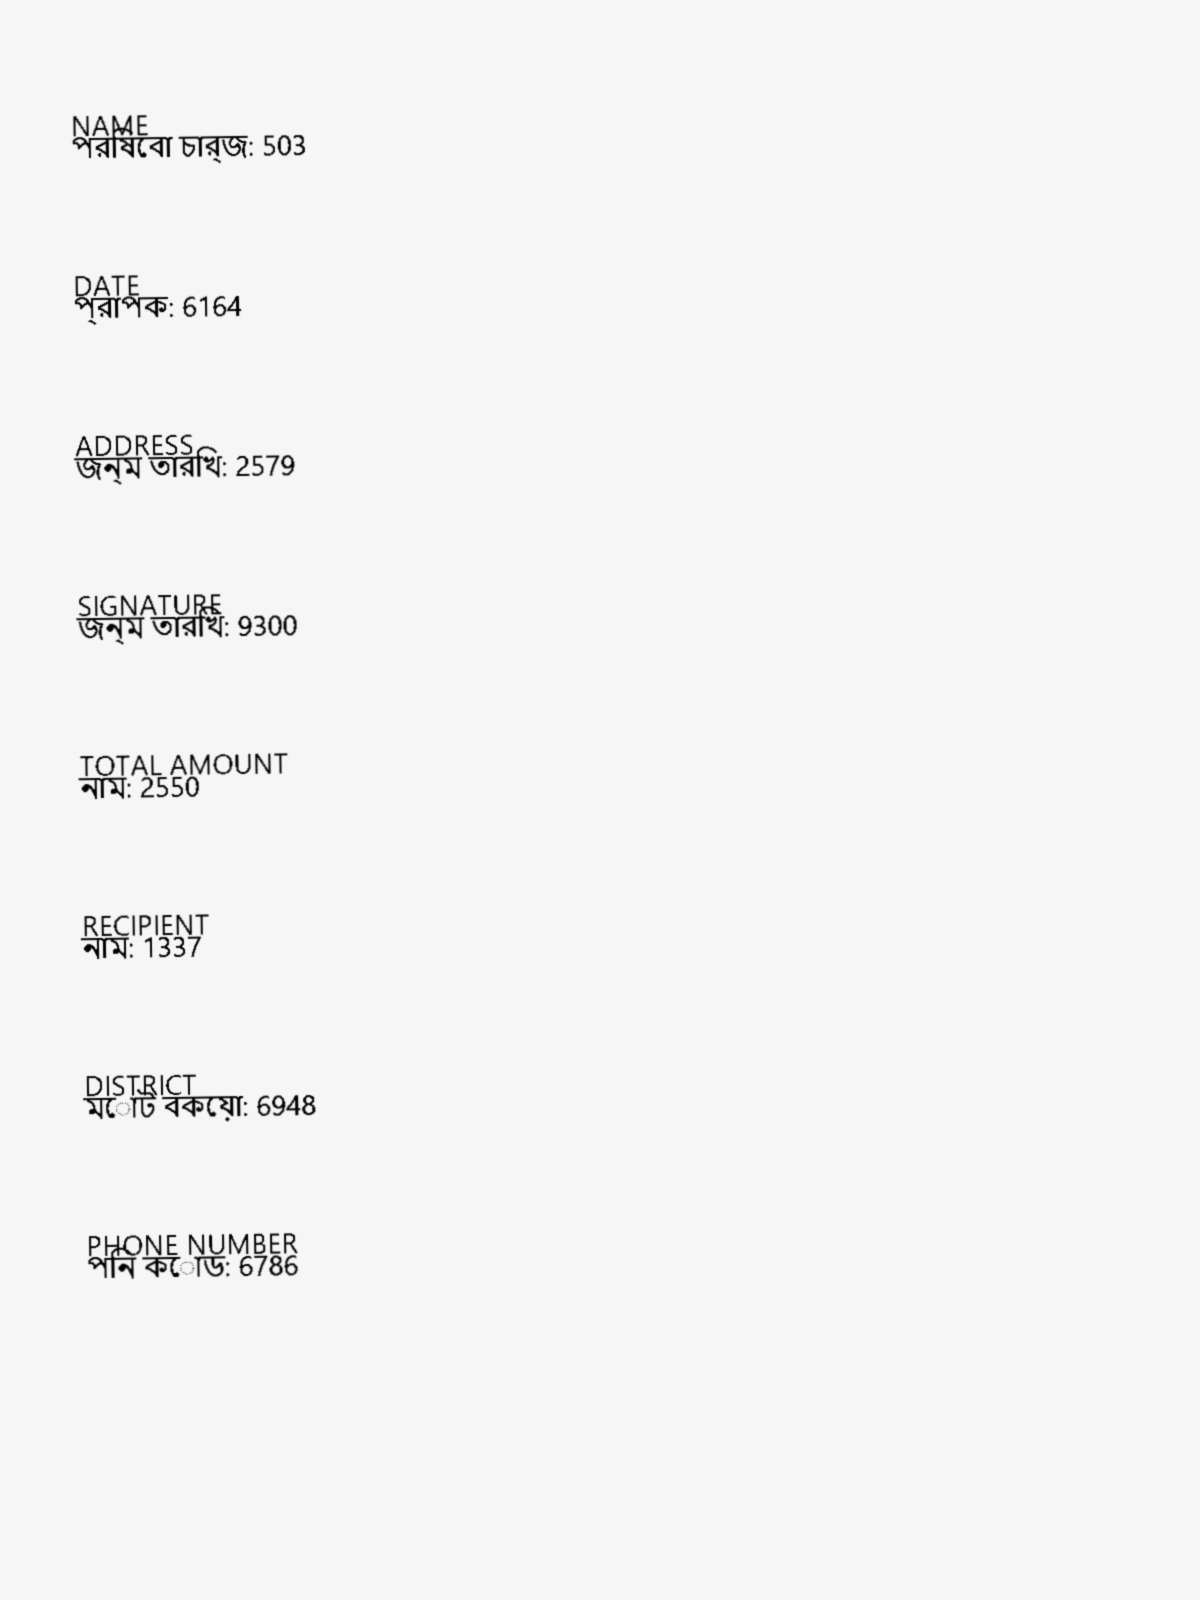 NAME
পরিষেবা চার্জ: 503
DATE
প্রাপক: 6164
ADDRESS
জন্ম তারিখ: 2579
SIGNATURE
জন্ম তারিখ: 9300
TOTAL AMOUNT
নাম: 2550
RECIPIENT
নাম: 1337
DISTRICT
মোট বকেয়া: 6948
PHONE NUMBER
পিন কোড: 6786